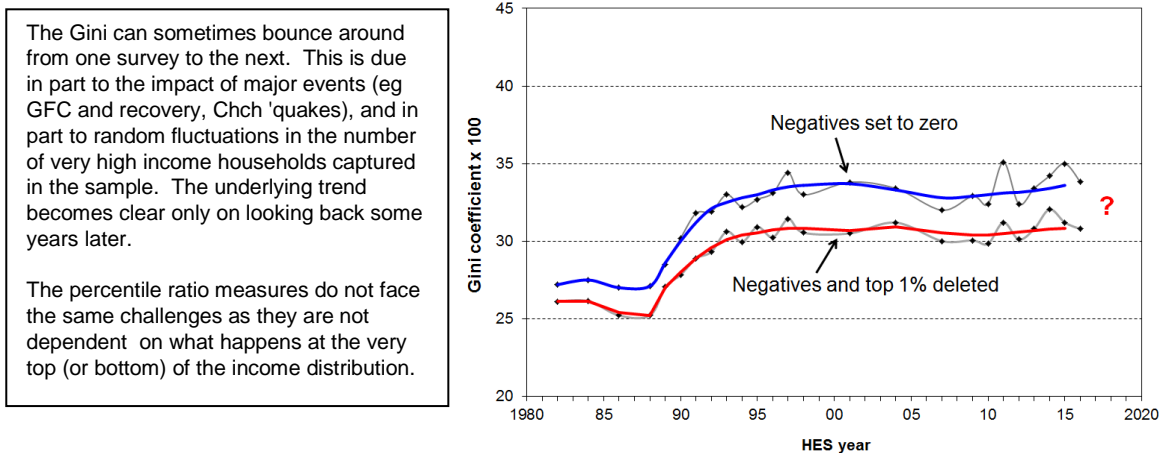 The Gini can sometimes bounce around
from one survey to the next.  This is due
in part to the impact of major events (eg
GFC and recovery, Chch 'quakes), and in
part to random fluctuations in the number
of very high income households captured
in the sample.  The underlying trend
becomes clear only on looking back some
years later.
The percentile ratio measures do not face
the same challenges as they are not
dependent  on what happens at the very
top (or bottom) of the income distribution.
45
40
35
30
25
20
Gini coefficient x 100
Negatives set to zero
?
Negatives and top 1% deleted
1980 85 90 95 00 05 10 15 2020
HES year